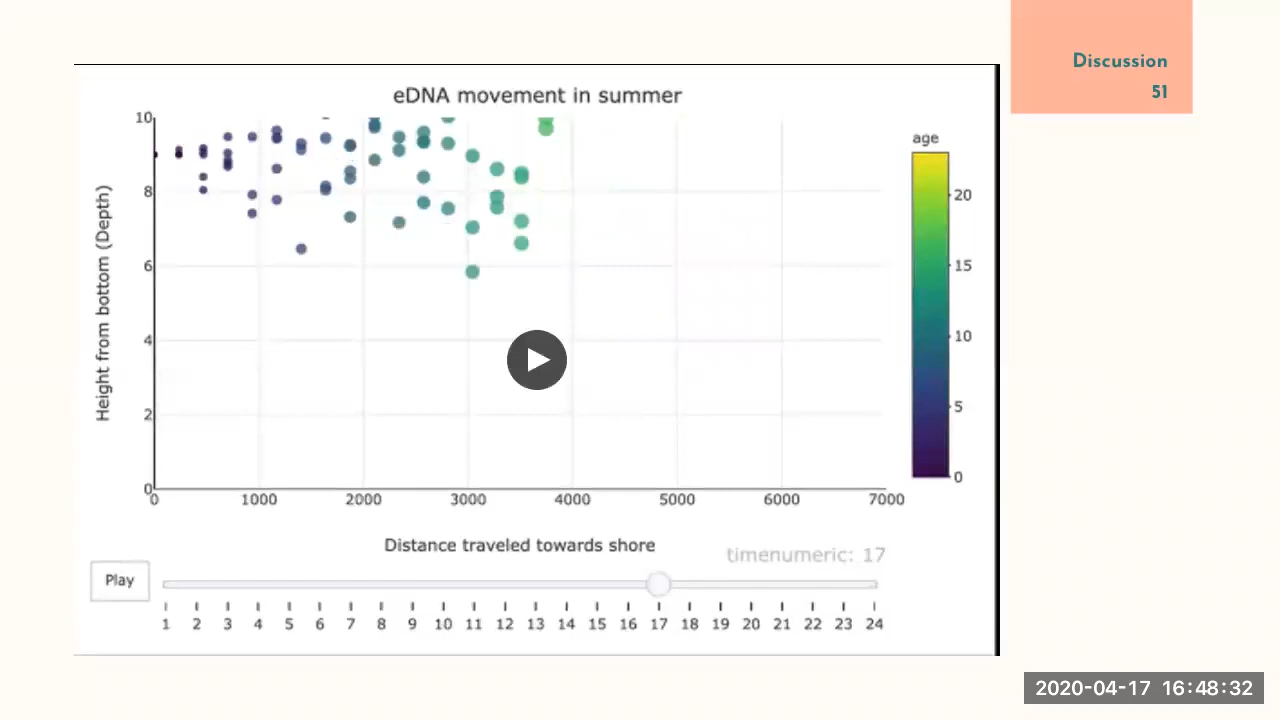 Discussion
51
eDNA movement in summer
age
10
8
6
4
2
0
Height from bottom (Depth)
0 1000 2000 3000 4000 5000 6000 7000
Distance traveled towards shore
20
15
10
5
0
timenumeric: 17
Play
1 2 3 4 5 6 7 8 9 10 11 12 13 14 15 16 17 18 19 20 21 22 23 24
2020-04-17 16:48:32